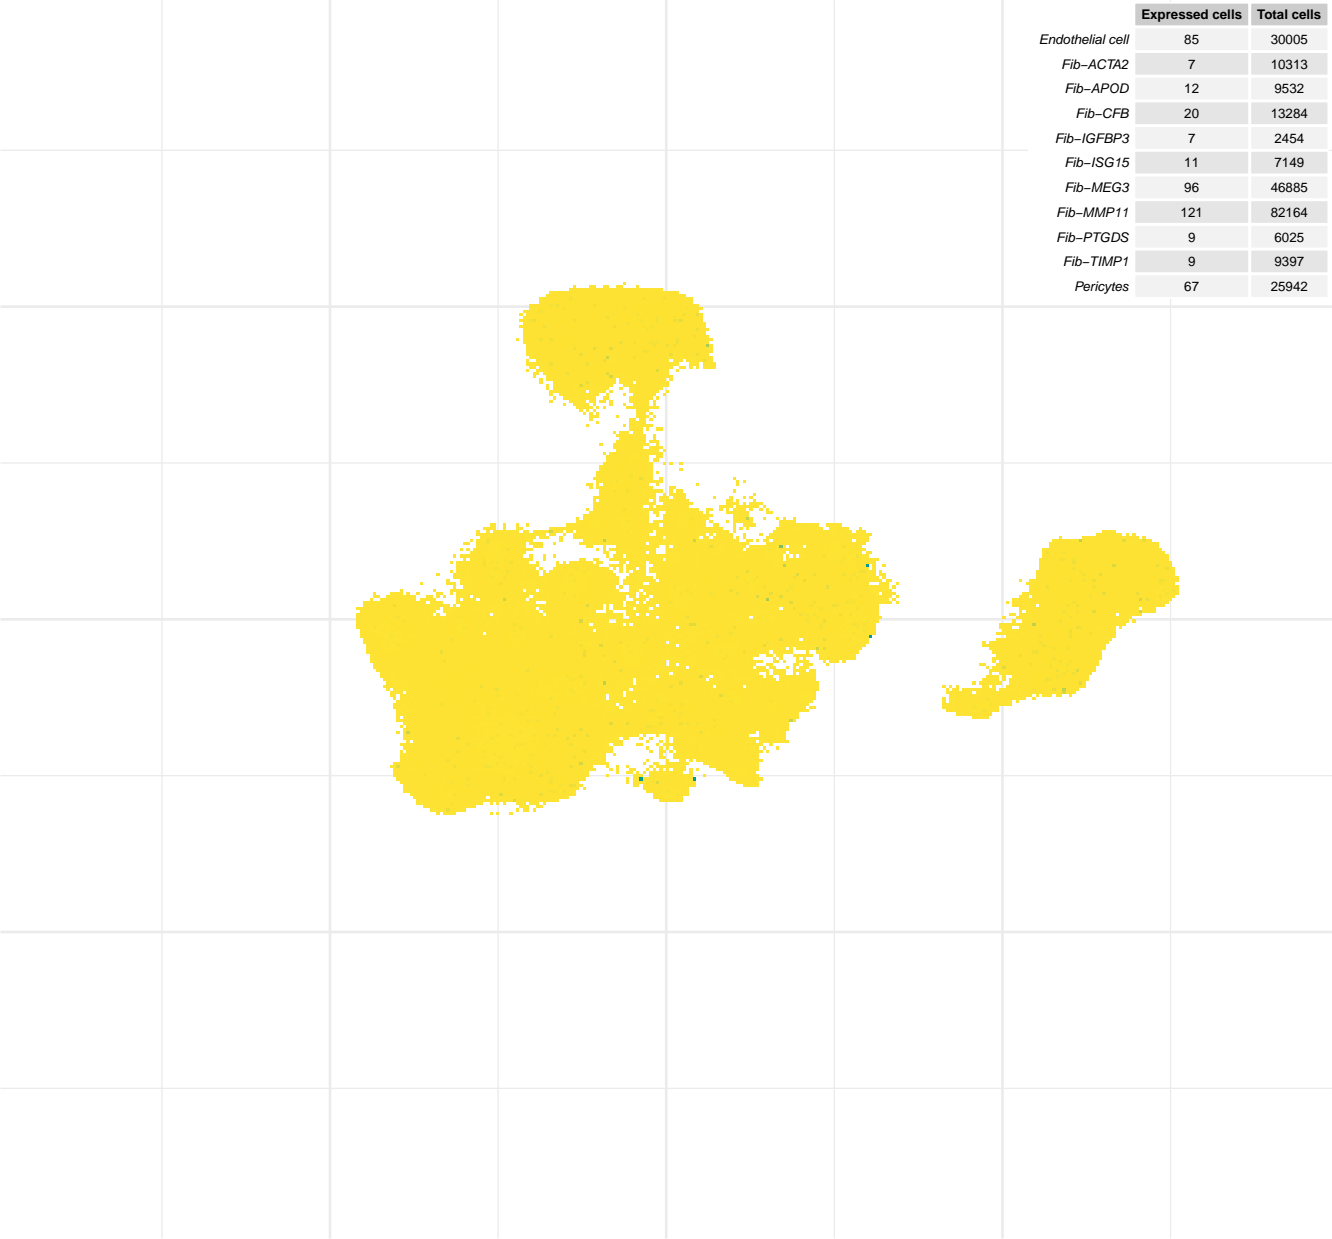 Expressed cells Total cells
Endothelial cell 85 30005
Fib−ACTA2 7 10313
Fib−APOD 12 9532
Fib−CFB 20 13284
Fib−IGFBP3 7 2454
Fib−ISG15 11 7149
Fib−MEG3 96 46885
Fib−MMP11 121 82164
Fib−PTGDS 9 6025
Fib−TIMP1 9 9397
Pericytes 67 25942